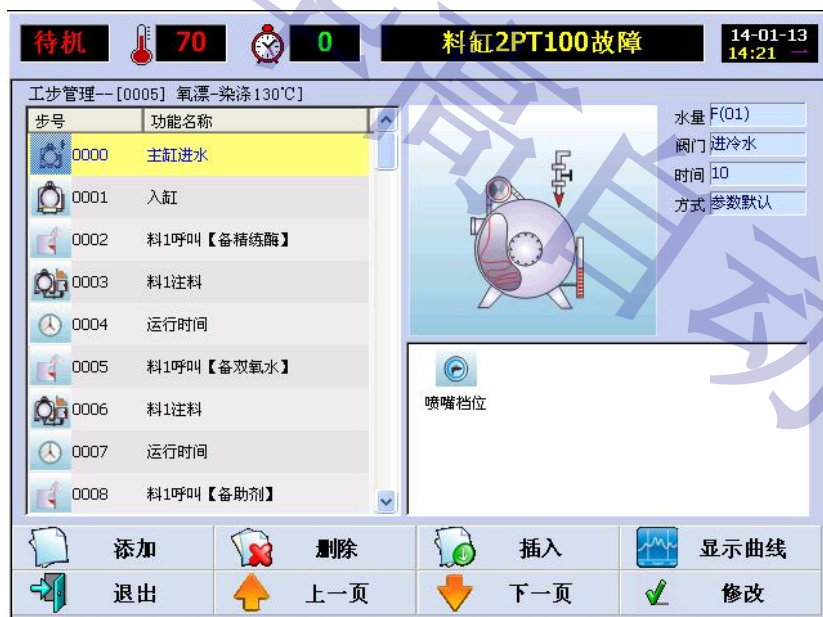 待机 70 0 料缸2PT100故障 14-01-13
14:21 一
工步管理--[0005] 氧漂-染涤130℃]
步号 功能名称
0000 主缸进水
0001 入缸
0002 料1呼叫【备精练酶】
0003 料1注料
0004 运行时间
0005 料1呼叫【备双氧水】
0006 料1注料
0007 运行时间
0008 料1呼叫【备助剂】
水量 F(01)
阀门 进冷水
时间 10
方式 参数默认
喷嘴档位
添加 删除 插入 显示曲线
退出 上一页 下一页 修改